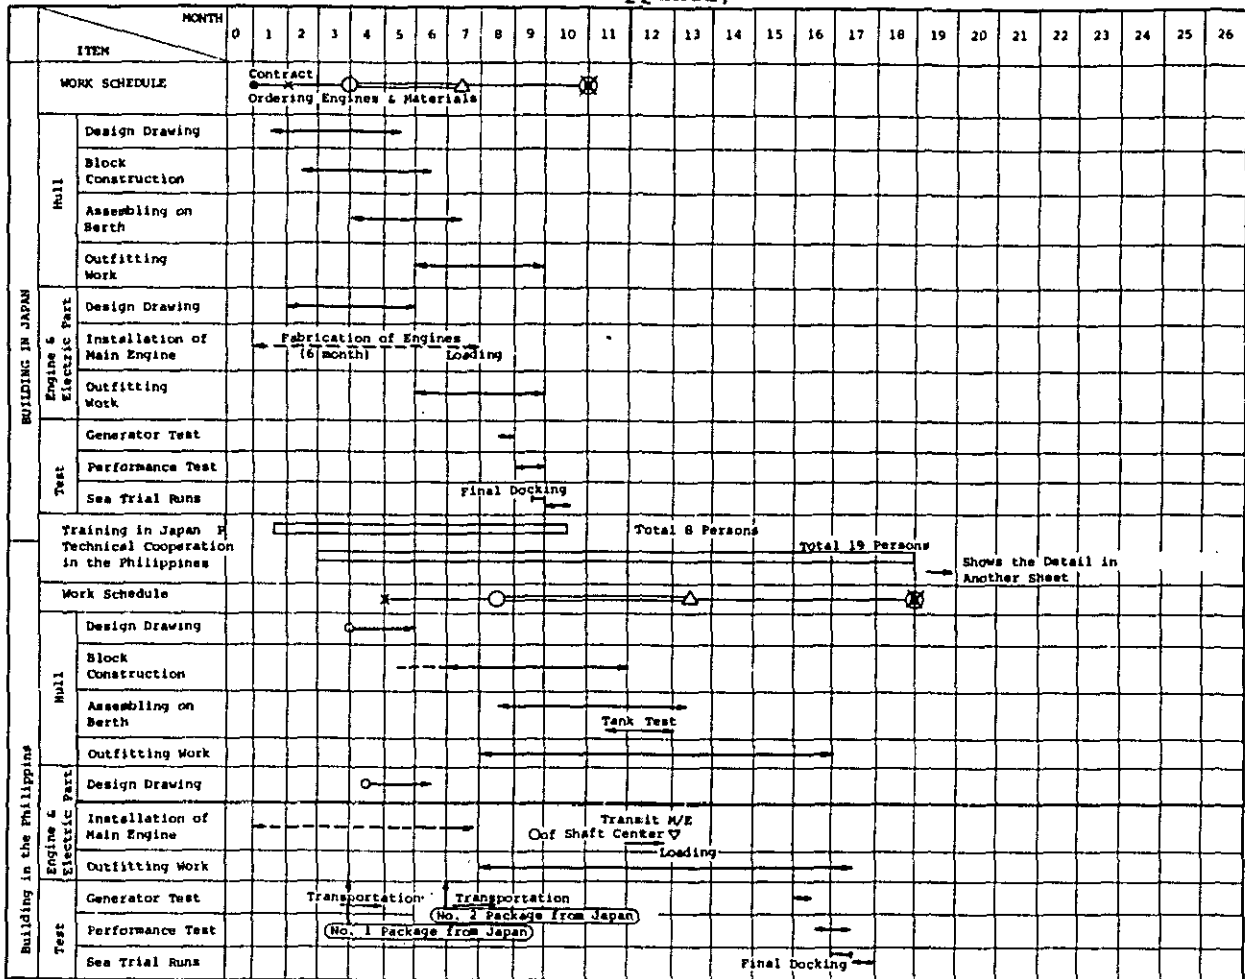 MONTH
ITEM
0 1 2 3 4 5 6 7 8 9 10 11 12 13 14 15 16 17 18 19 20 21 22 23 24 25 26
WORK SCHEDULE
Contract
Ordering Engines & Materials
BUILDING IN JAPAN
Hull
Design Drawing
Block
Construction
Assembling on
Berth
Outfitting
Work
Engine &
Electric Part
Design Drawing
Installation of
Main Engine
Fabrication of Engines
(6 month)
Loading
Outfitting
Work
Test
Generator Test
Performance Test
Sea Trial Runs
Final Docking
Training in Japan P
Total 8 Persons
Technical Cooperation
in the Philippines
Total 19 Persons
Shows the Detail in
Another Sheet
Building in the Philippins
Work Schedule
Hull
Design Drawing
Block
Construction
Assembling on
Berth
Tank Test
Outfitting Work
Engine &
Electric Part
Design Drawing
Installation of
Main Engine
Transit M/E
of Shaft Center
Loading
Outfitting Work
Test
Generator Test
Transportation
Transportation
No. 2 Package from Japan
Performance Test
No. 1 Package from Japan
Sea Trial Runs
Final Docking